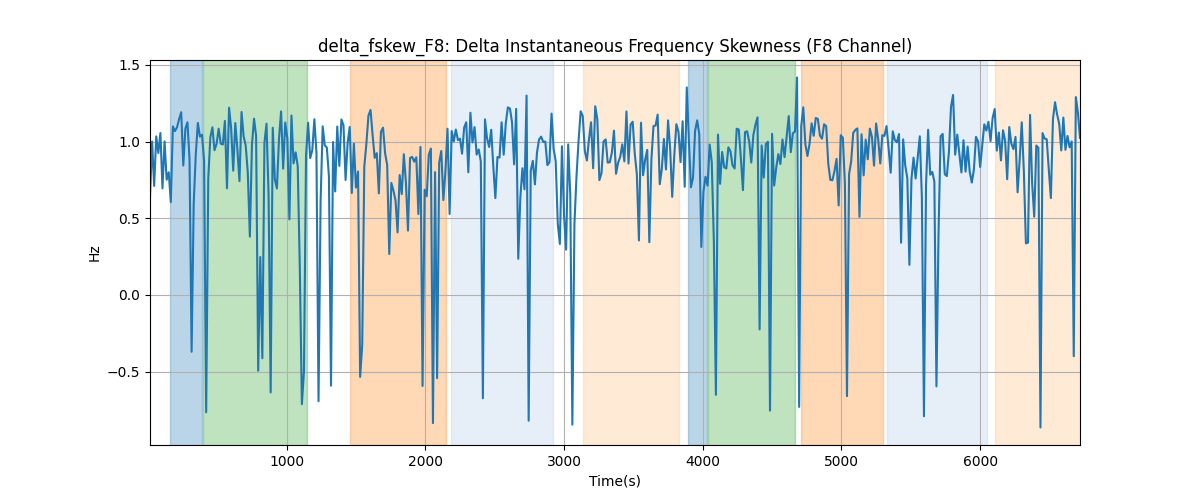 delta_fskew_F8: Delta Instantaneous Frequency Skewness (F8 Channel)
1.5
1.0
0.5
0.0
−0.5
Hz
1000 2000 3000 4000 5000 6000
Time(s)